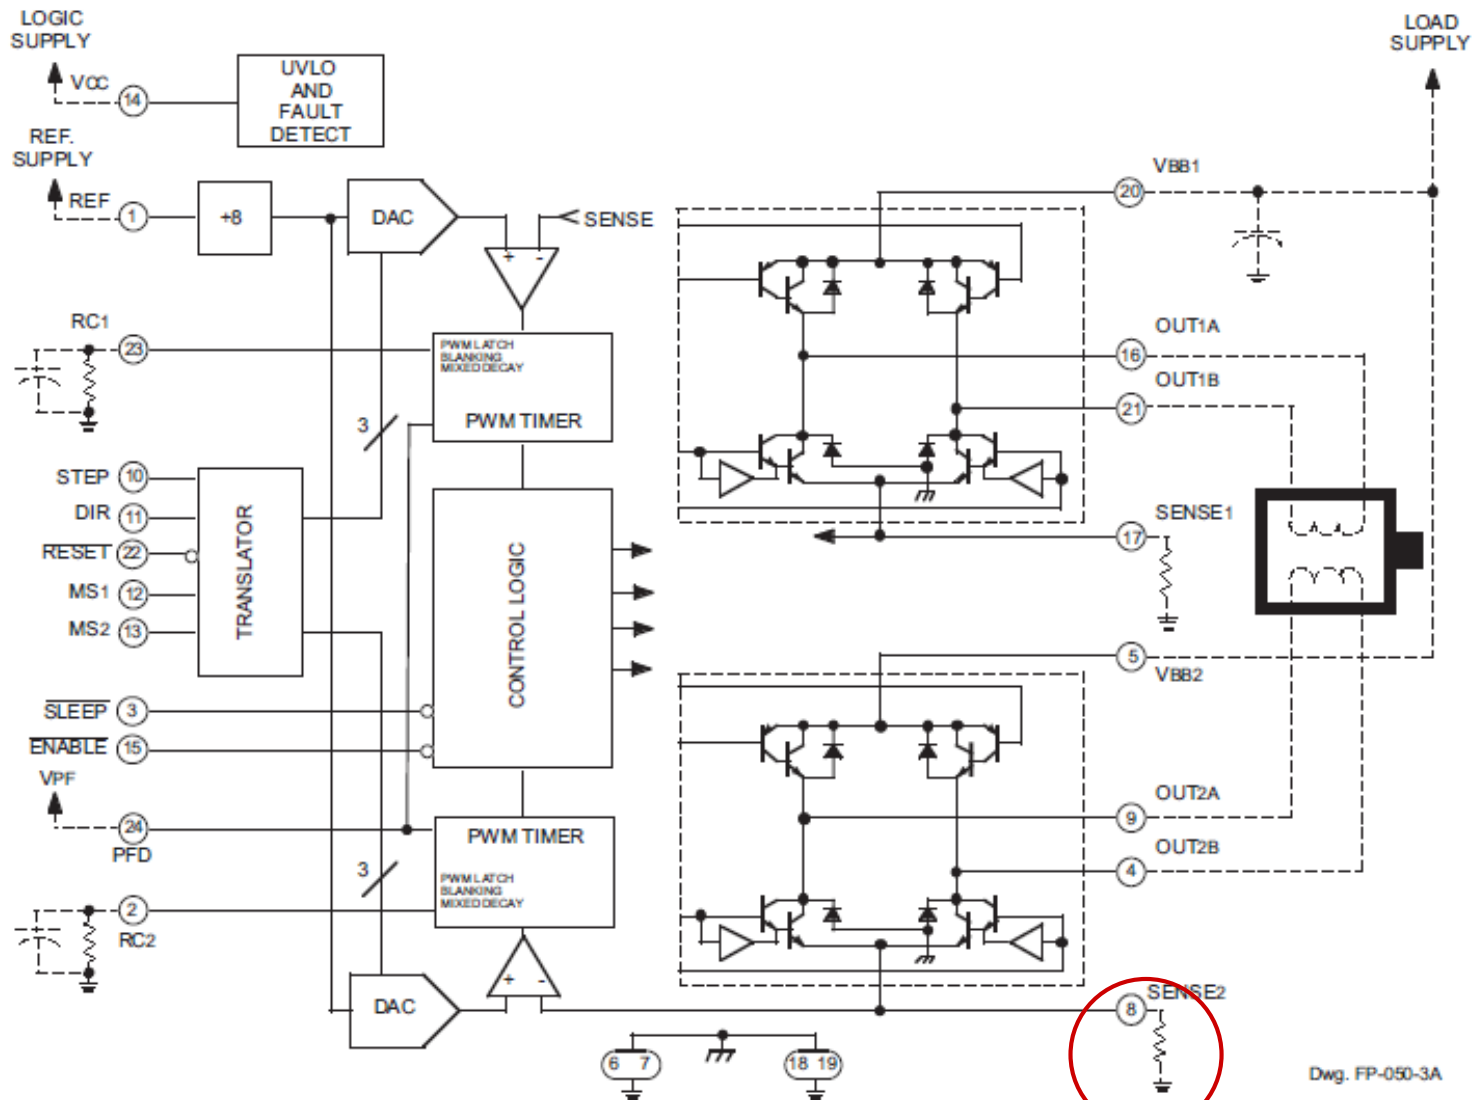 LOGIC
SUPPLY
VCC
14
UVLO
AND
FAULT
DETECT
LOAD
SUPPLY
REF.
SUPPLY
REF
1
+8
DAC
+ -
SENSE
VBB1
20
RC1
23
PWM LATCH
BLANKING
MIXED DECAY
PWM TIMER
3
OUT1A
16
OUT1B
21
STEP 10
DIR 11
RESET 22
MS1 12
MS2 13
TRANSLATOR
CONTROL LOGIC
SENSE1
17
5
VBB2
SLEEP 3
ENABLE 15
VPF
24
PFD
PWM TIMER
PWM LATCH
BLANKING
MIXED DECAY
3
2
RC2
OUT2A
9
OUT2B
4
DAC
+ -
SENSE2
8
6 7
18 19
Dwg. FP-050-3A